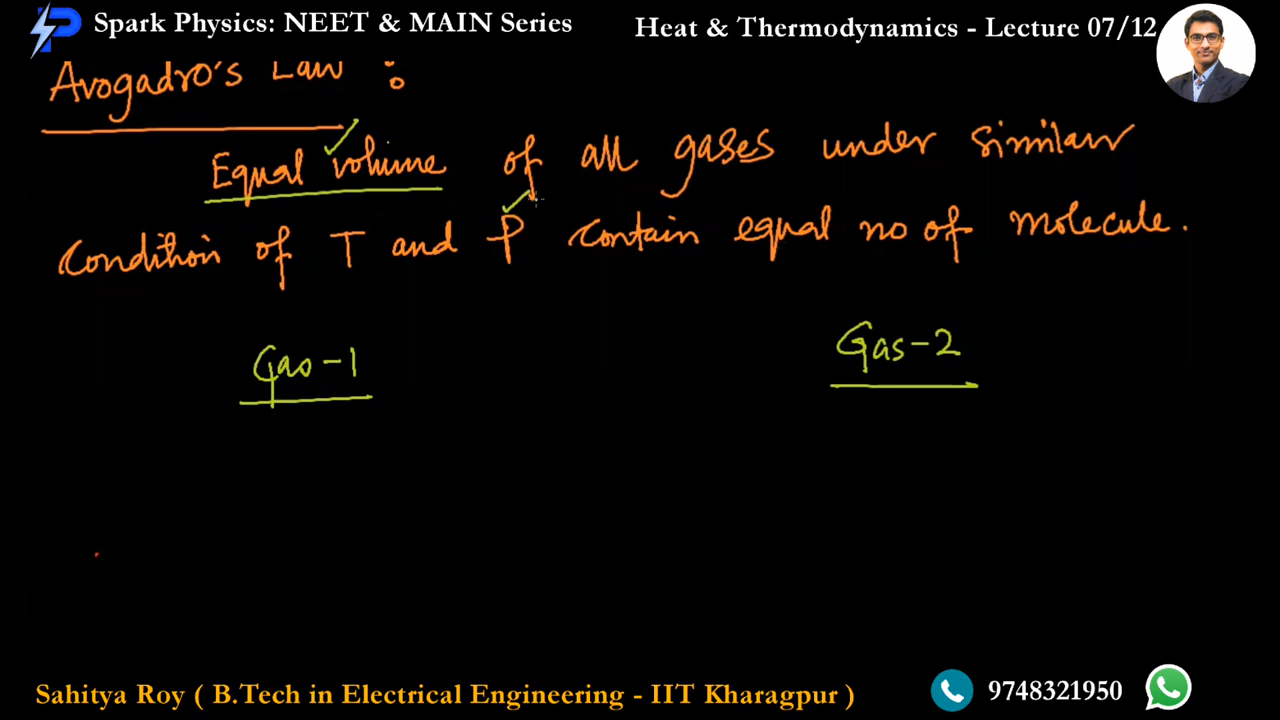 Spark Physics: NEET & MAIN Series
Heat & Thermodynamics - Lecture 07/12
Avogadro's Law :
Equal volume of all gases under similar
Condition of T and P contain equal no of molecule.
Gas-1
Gas-2
Sahitya Roy ( B.Tech in Electrical Engineering - IIT Kharagpur )
9748321950